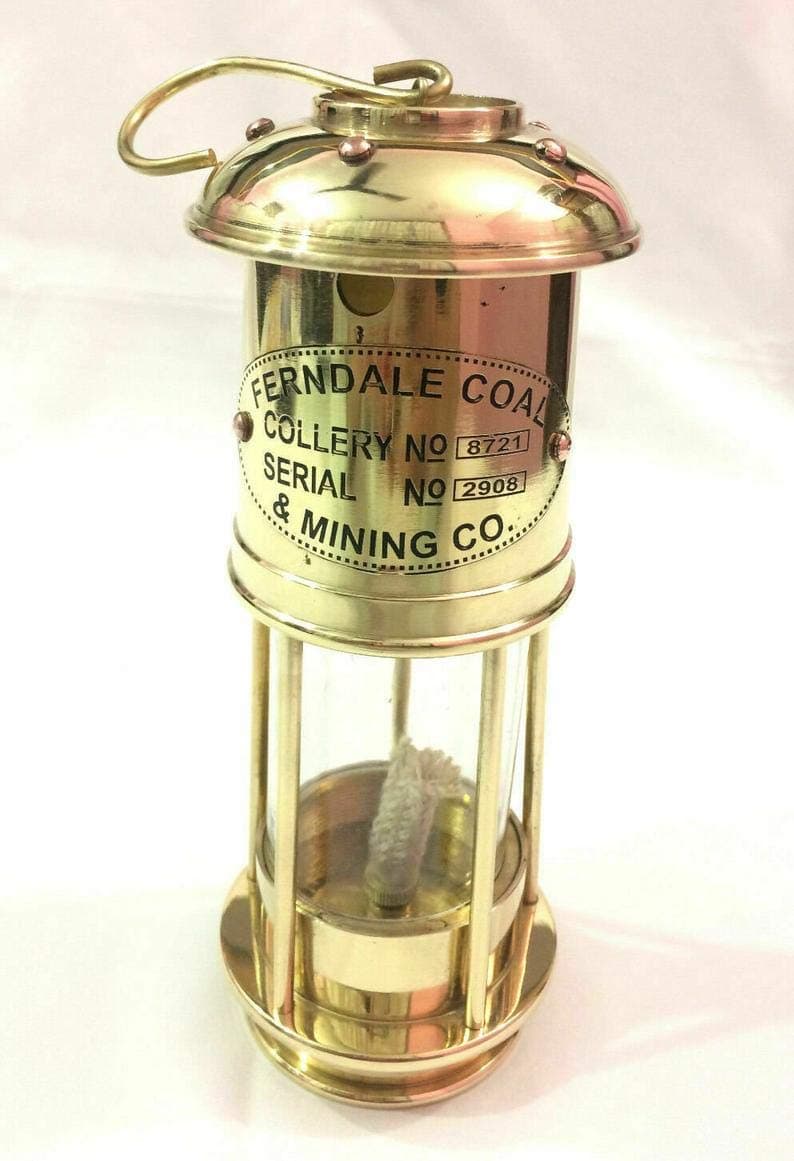 FERNDALE COAL
COLLERY No 8721
SERIAL No 2908
& MINING CO.